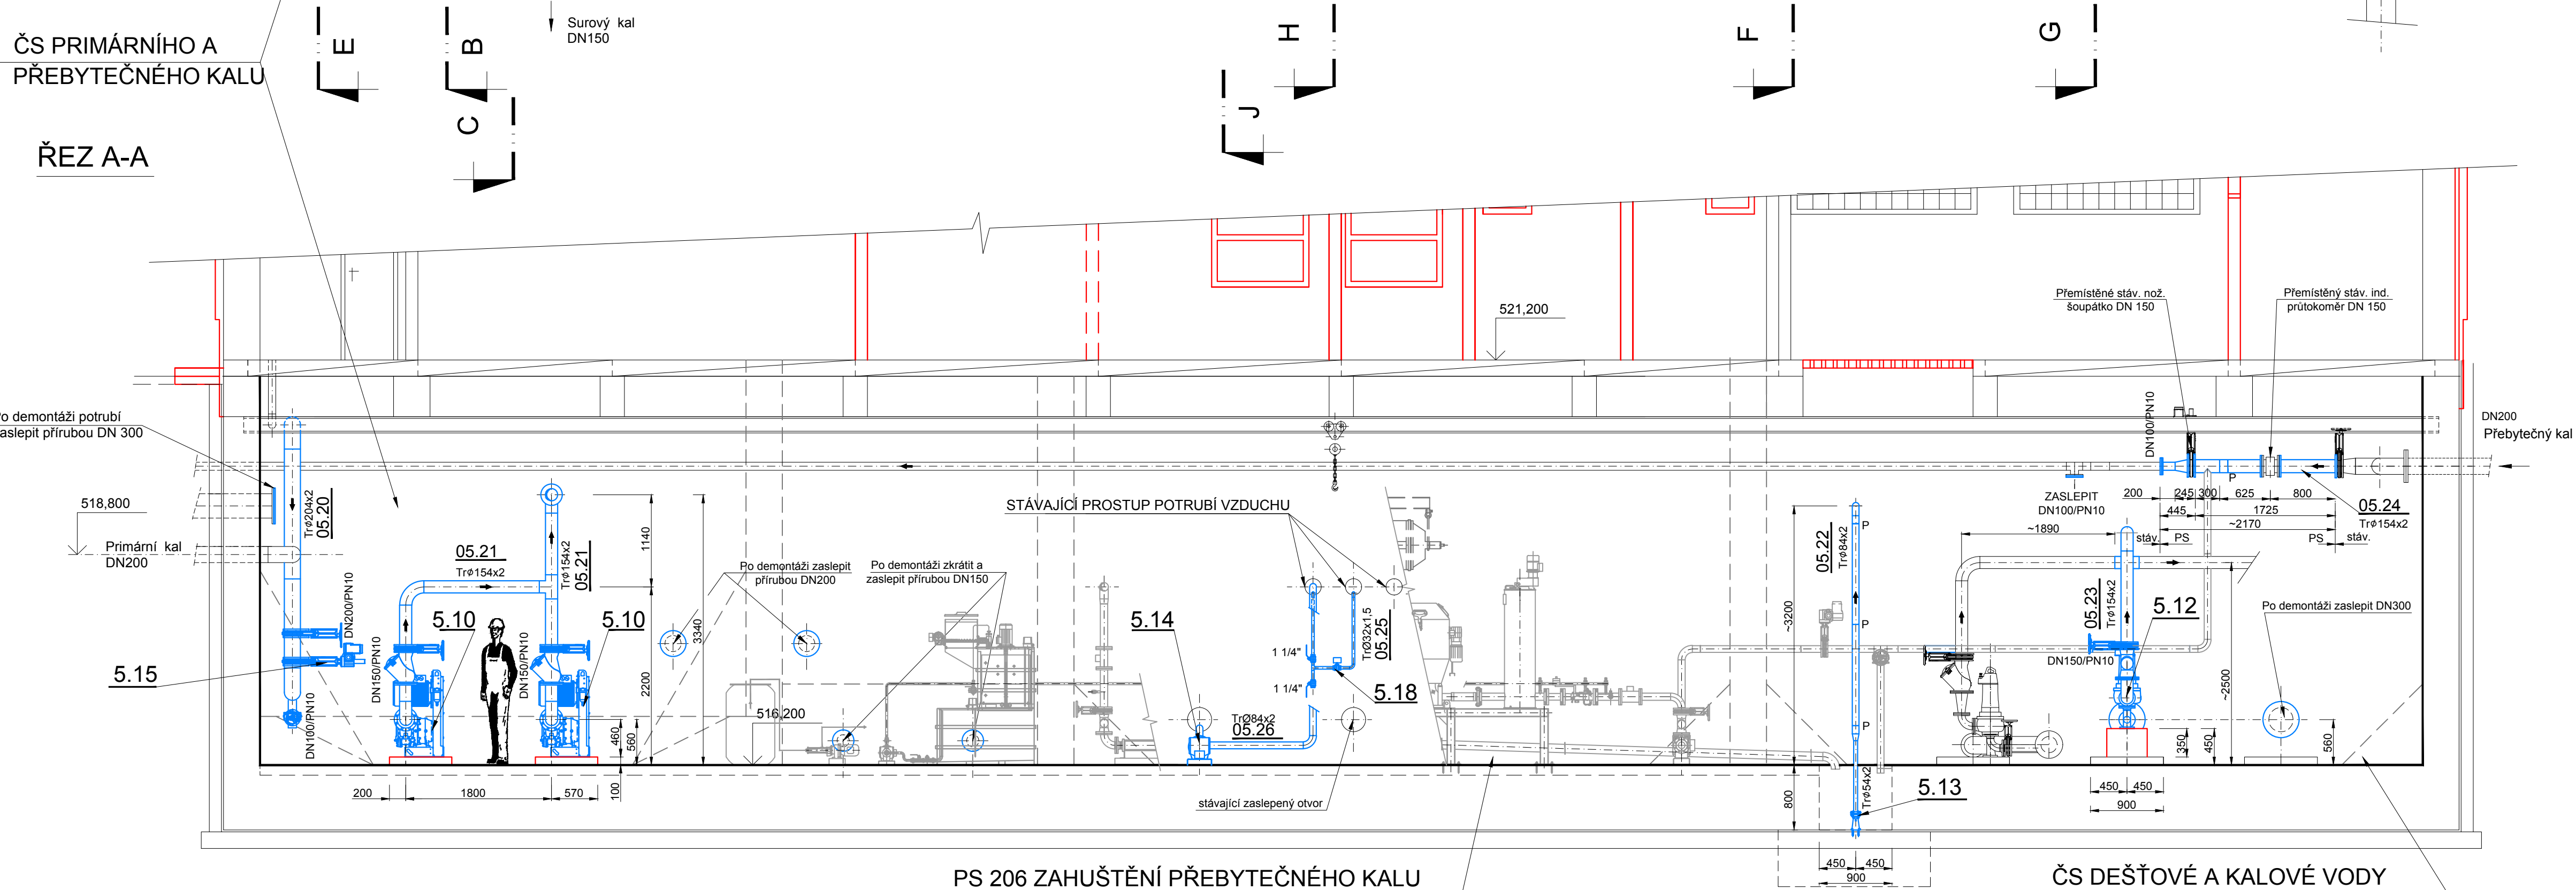 ČS PRIMÁRNÍHO A
PŘEBYTEČNÉHO KALU
ŘEZ A-A
E
B
C
Surový kal
DN150
H
J
F
G
521,200
Přemístěné stáv. nož.
šoupátko DN 150
Přemístěný stáv. ind.
průtokoměr DN 150
Po demontáži potrubí
zaslepit přírubou DN 300
518,800
Primární kal
DN200
Trφ204x2
05.20
DN200/PN10
5.15
DN100/PN10
05.21
Trφ154x2
Trφ154x2
05.21
5.10
5.10
DN150/PN10
DN150/PN10
1140
2200
3340
460
560
100
200
1800
570
Po demontáži zaslepit
přírubou DN200
Po demontáži zkrátit a
zaslepit přírubou DN150
516,200
STÁVAJÍCÍ PROSTUP POTRUBÍ VZDUCHU
5.14
TrØ84x2
05.26
1 1/4"
1 1/4"
TrØ32x1,5
05.25
5.18
stávající zaslepený otvor
~3200
800
05.22
Trφ84x2
P
P
P
Trφ54x2
5.13
450
450
900
DN100/PN10
DN200
Přebytečný kal
P
ZASLEPIT
DN100/PN10
200
245
300
625
800
445
1725
~2170
stáv.
PS
PS
stáv.
05.24
Trφ154x2
~1890
05.23
Trφ154x2
5.12
DN150/PN10
~2500
Po demontáži zaslepit DN300
350
450
560
450
450
900
PS 206 ZAHUŠTĚNÍ PŘEBYTEČNÉHO KALU
ČS DEŠŤOVÉ A KALOVÉ VODY